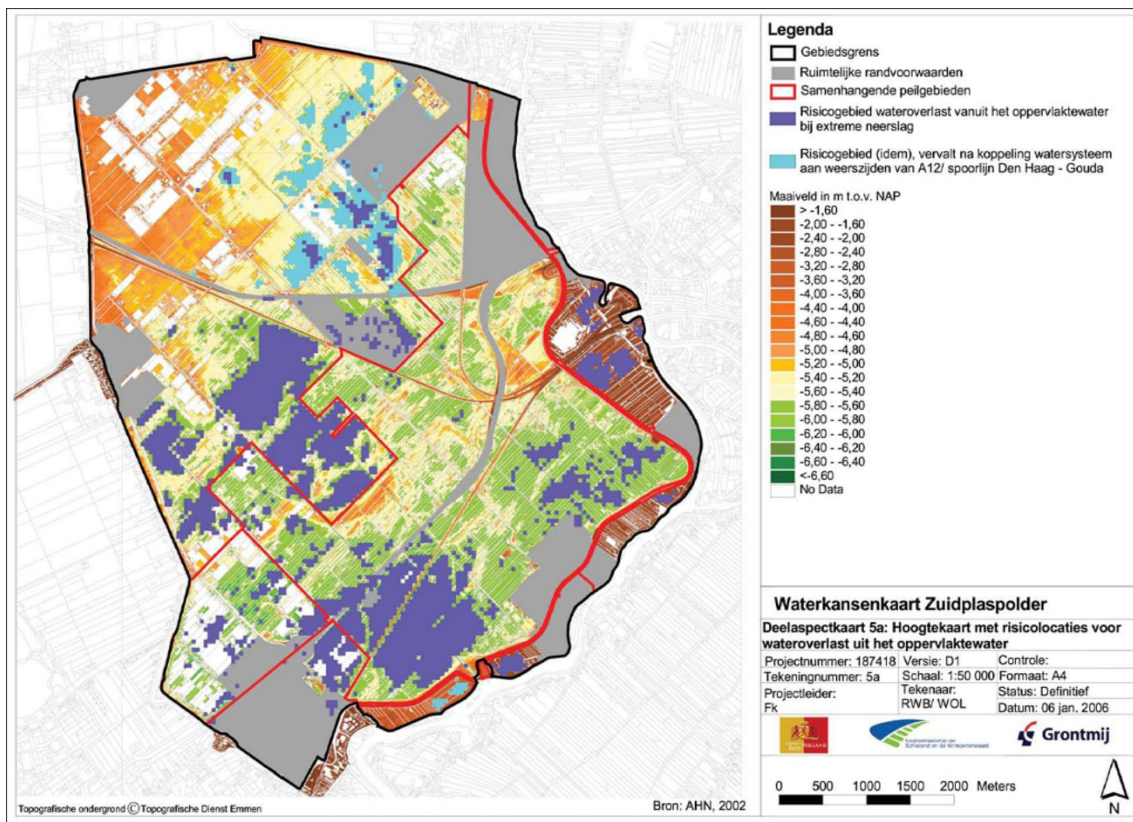 Legenda
Gebiedsgrens
Ruimtelijke randvoorwaarden
Samenhangende peilgebieden
Risicogebied wateroverlast vanuit het oppervlaktewater
bij extreme neerslag
Risicogebied (idem), vervalt na koppeling watersysteem
aan weerszijden van A12/ spoorlijn Den Haag - Gouda
Maaiveld in m t.o.v. NAP
> -1,60
-2,00 - -1,60
-2,40 - -2,00
-2,80 - -2,40
-3,20 - -2,80
-3,60 - -3,20
-4,00 - -3,60
-4,40 - -4,00
-4,60 - -4,40
-4,80 - -4,60
-5,00 - -4,80
-5,20 - -5,00
-5,40 - -5,20
-5,60 - -5,40
-5,80 - -5,60
-6,00 - -5,80
-6,20 - -6,00
-6,40 - -6,20
-6,60 - -6,40
<-6,60
No Data
Waterkansenkaart Zuidplaspolder
Deelaspectkaart 5a: Hoogtekaart met risicolocaties voor
wateroverlast uit het oppervlaktewater
Projectnummer: 187418 Versie: D1 Controle:
Tekeningnummer: 5a Schaal: 1:50 000 Formaat: A4
Projectleider: Tekenaar: Status: Definitief
Fk RWB/ WOL Datum: 06 jan. 2006
HOLLAND
Schieland en de Krimpenerwaard
Grontmij
0 500 1000 1500 2000 Meters
N
Topografische ondergrond © Topografische Dienst Emmen
Bron: AHN, 2002